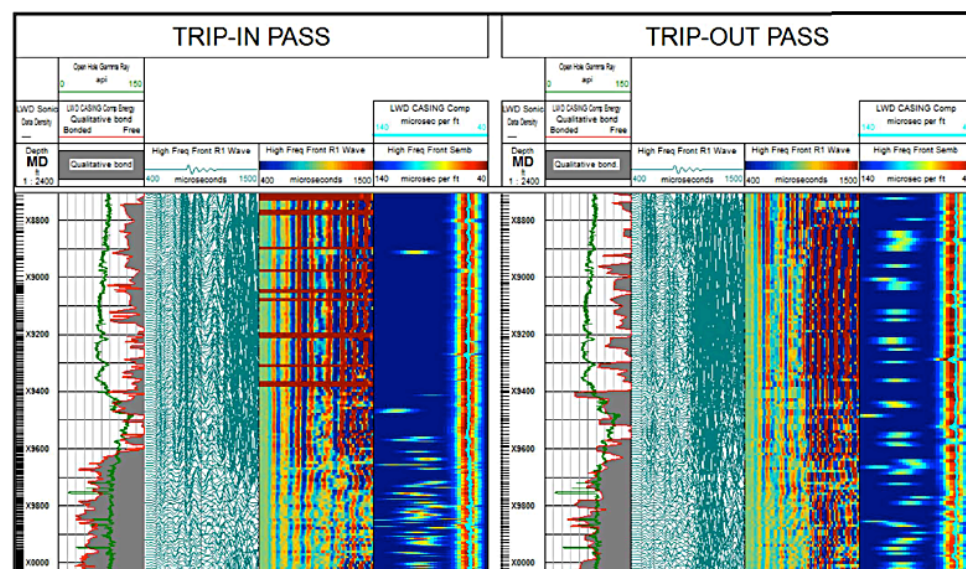 TRIP-IN PASS
Open Hole Gamma Ray
api
0 150
LWD Sonic
Data Density
LWD CASING Comp Energy
Qualitative bond
Bonded Free
LWD CASING Comp
microsec per ft
140 40
Depth
MD
ft
1 : 2400
Qualitative bond
High Freq Front R1 Wave
400 microseconds 1500
High Freq Front R1 Wave
400 microseconds 1500
High Freq Front Semb
140 microsec per ft 40
X8800
X9000
X9200
X9400
X9600
X9800
X0000
TRIP-OUT PASS
Open Hole Gamma Ray
api
0 150
LWD Sonic
Data Density
LWD CASING Comp Energy
Qualitative bond
Bonded Free
LWD CASING Comp
microsec per ft
140
Depth
MD
ft
1 : 2400
Qualitative bond
High Freq Front R1 Wave
400 microseconds 1500
High Freq Front R1 Wave
400 microseconds 1500
High Freq Front Semb
140 microsec per ft
X8800
X9000
X9200
X9400
X9600
X9800
X0000